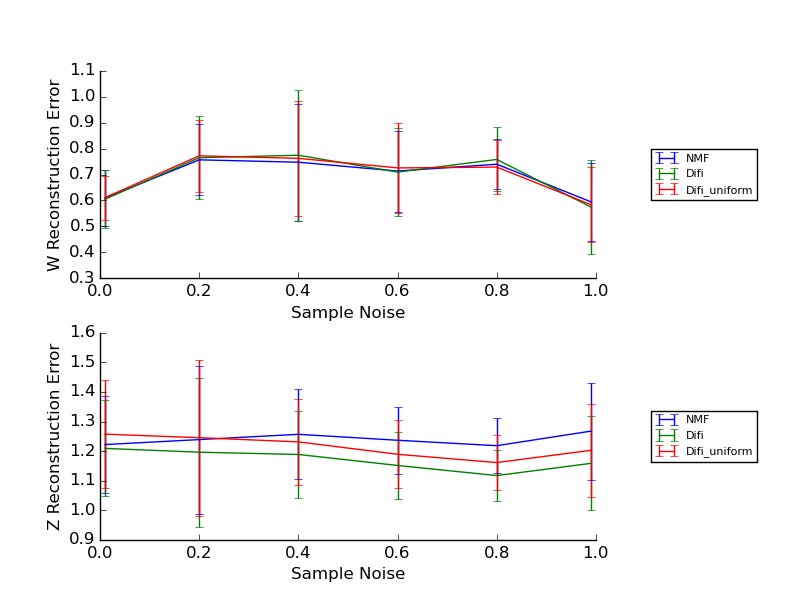 1.1
1.0
0.9
0.8
0.7
0.6
0.5
0.4
0.3
W Reconstruction Error
0.0 0.2 0.4 0.6 0.8 1.0
Sample Noise
NMF
Difi
Difi_uniform
1.6
1.5
1.4
1.3
1.2
1.1
1.0
0.9
Z Reconstruction Error
0.0 0.2 0.4 0.6 0.8 1.0
Sample Noise
NMF
Difi
Difi_uniform